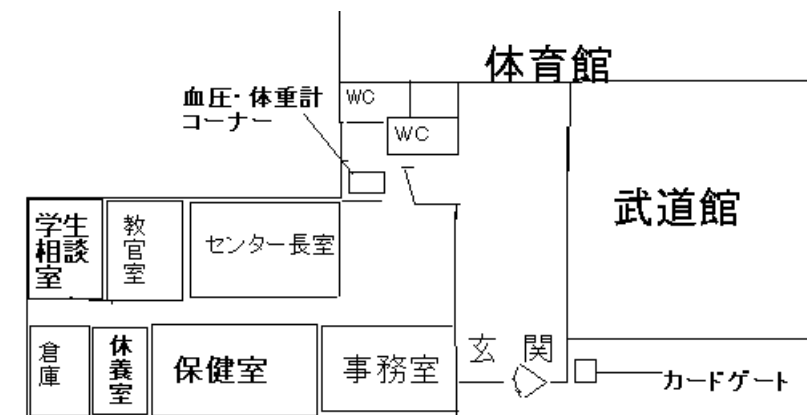 体育館
血圧・体重計
コーナー
WC
WC
武道館
学生
相談
室
教
官
室
センター長室
倉
庫
休
養
室
保健室
事務室
玄 関
カードゲート